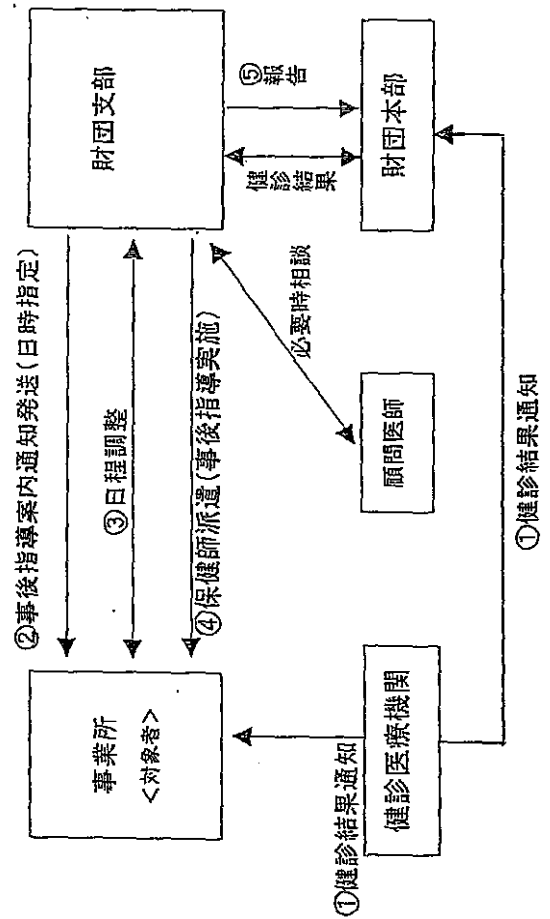 ②事後指導案内通知発送(日時指定)
③日程調整
④保健師派遣(事後指導実施)
事業所
<対象者>
財団支部
⑤報告
健診結果
必要時相談
①健診結果通知
健診医療機関
顧問医師
財団本部
①健診結果通知